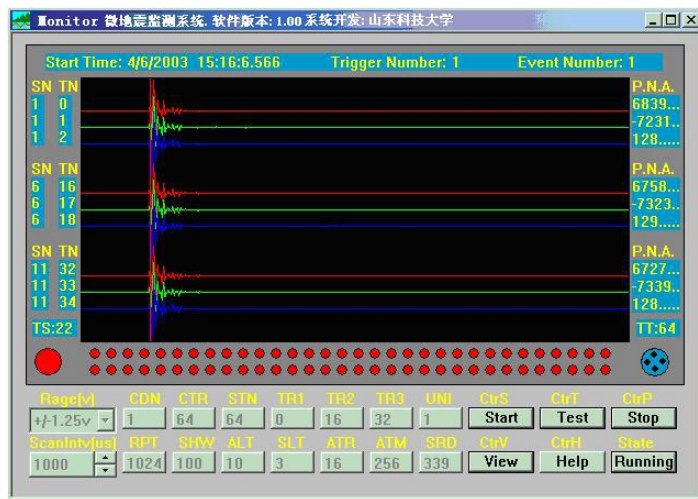 Monitor 微地震监测系统. 软件版本: 1.00 系统开发: 山东科技大学
Start Time: 4/6/2003 15:16:6.566 Trigger Number: 1 Event Number: 1
SN TN P.N.A.
1 0 6839...
1 1 -7231...
1 2 128.....
SN TN P.N.A.
6 16 6758...
6 17 -7323...
6 18 129.....
SN TN P.N.A.
11 32 6727...
11 33 -7339...
11 34 128.....
TS:22 TT:64
Rage(v) CDN CTR STN TR1 TR2 TR3 UNI CtrS CtrT CtrP
+/-1.25v 1 64 64 0 16 32 1 Start Test Stop
ScanIntv(us) RPT SHW ALT SLT ATR ATM SRD CtrV CtrH State
1000 1024 100 10 3 16 256 339 View Help Running